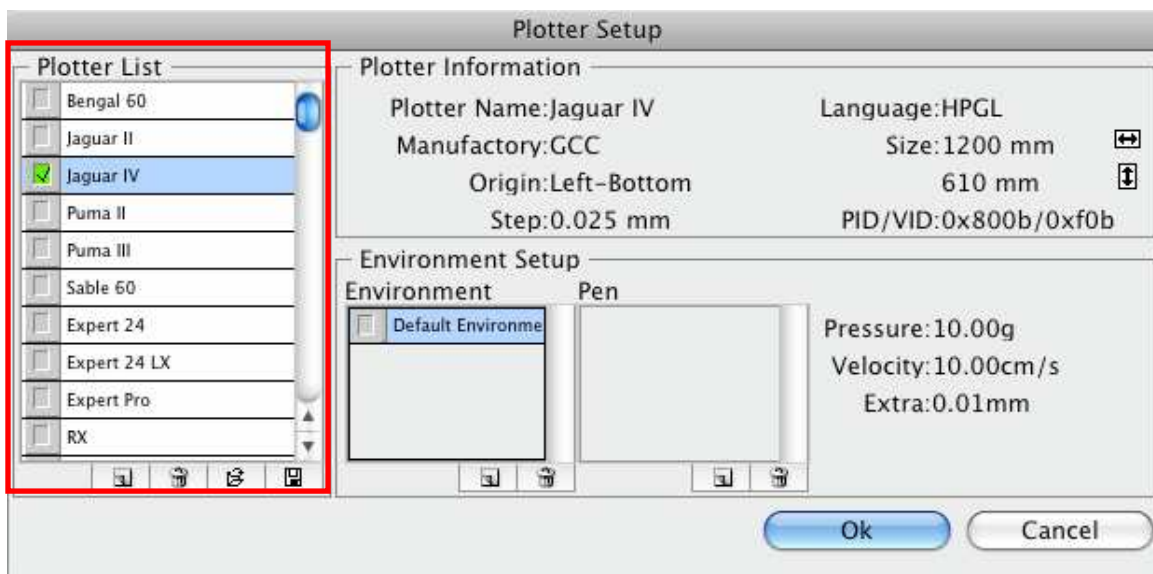 Plotter Setup
Plotter List
Bengal 60
Jaguar II
Jaguar IV
Puma II
Puma III
Sable 60
Expert 24
Expert 24 LX
Expert Pro
RX
Plotter Information
Plotter Name:Jaguar IV
Manufactory:GCC
Origin:Left-Bottom
Step:0.025 mm
Language:HPGL
Size:1200 mm
610 mm
PID/VID:0x800b/0xf0b
Environment Setup
Environment
Default Environme
Pen
Pressure:10.00g
Velocity:10.00cm/s
Extra:0.01mm
Ok
Cancel